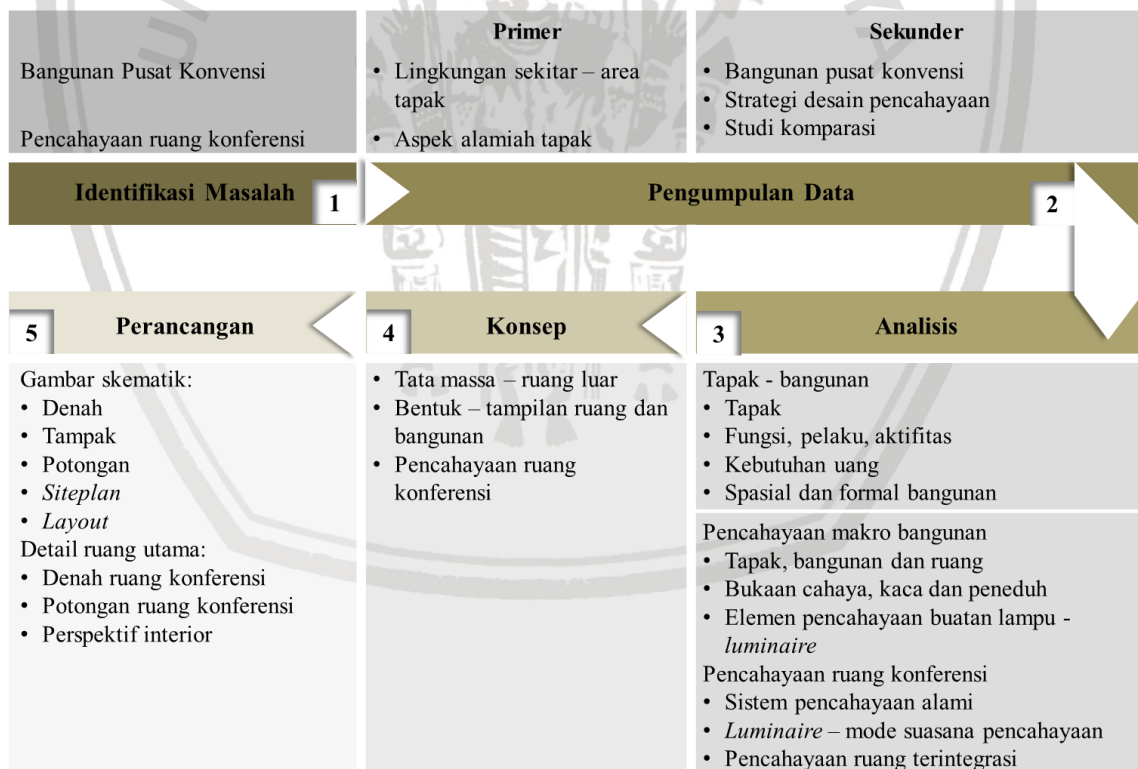 Bangunan Pusat Konvensi
Pencahayaan ruang konferensi
Primer
• Lingkungan sekitar – area
tapak
• Aspek alamiah tapak
Sekunder
• Bangunan pusat konvensi
• Strategi desain pencahayaan
• Studi komparasi
Identifikasi Masalah
1
Pengumpulan Data
2
3
Analisis
Tapak - bangunan
• Tapak
• Fungsi, pelaku, aktifitas
• Kebutuhan uang
• Spasial dan formal bangunan
Pencahayaan makro bangunan
• Tapak, bangunan dan ruang
• Bukaan cahaya, kaca dan peneduh
• Elemen pencahayaan buatan lampu -
luminaire
Pencahayaan ruang konferensi
• Sistem pencahayaan alami
• Luminaire – mode suasana pencahayaan
• Pencahayaan ruang terintegrasi
4
Konsep
• Tata massa – ruang luar
• Bentuk – tampilan ruang dan
bangunan
• Pencahayaan ruang
konferensi
5
Perancangan
Gambar skematik:
• Denah
• Tampak
• Potongan
• Siteplan
• Layout
Detail ruang utama:
• Denah ruang konferensi
• Potongan ruang konferensi
• Perspektif interior